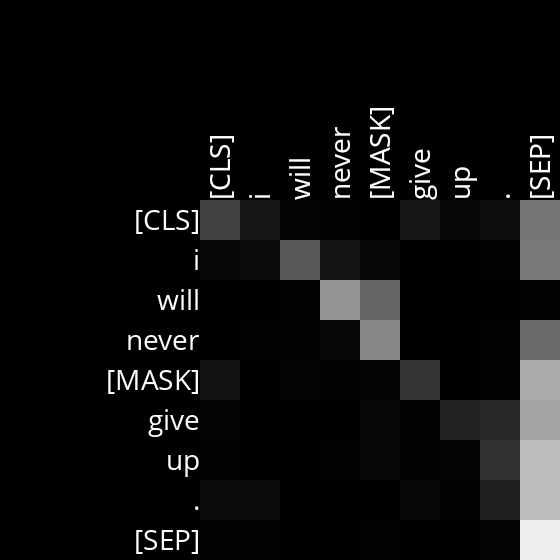 [CLS] i will never [MASK] give up . [SEP]
[CLS]
i
will
never
[MASK]
give
up
.
[SEP]